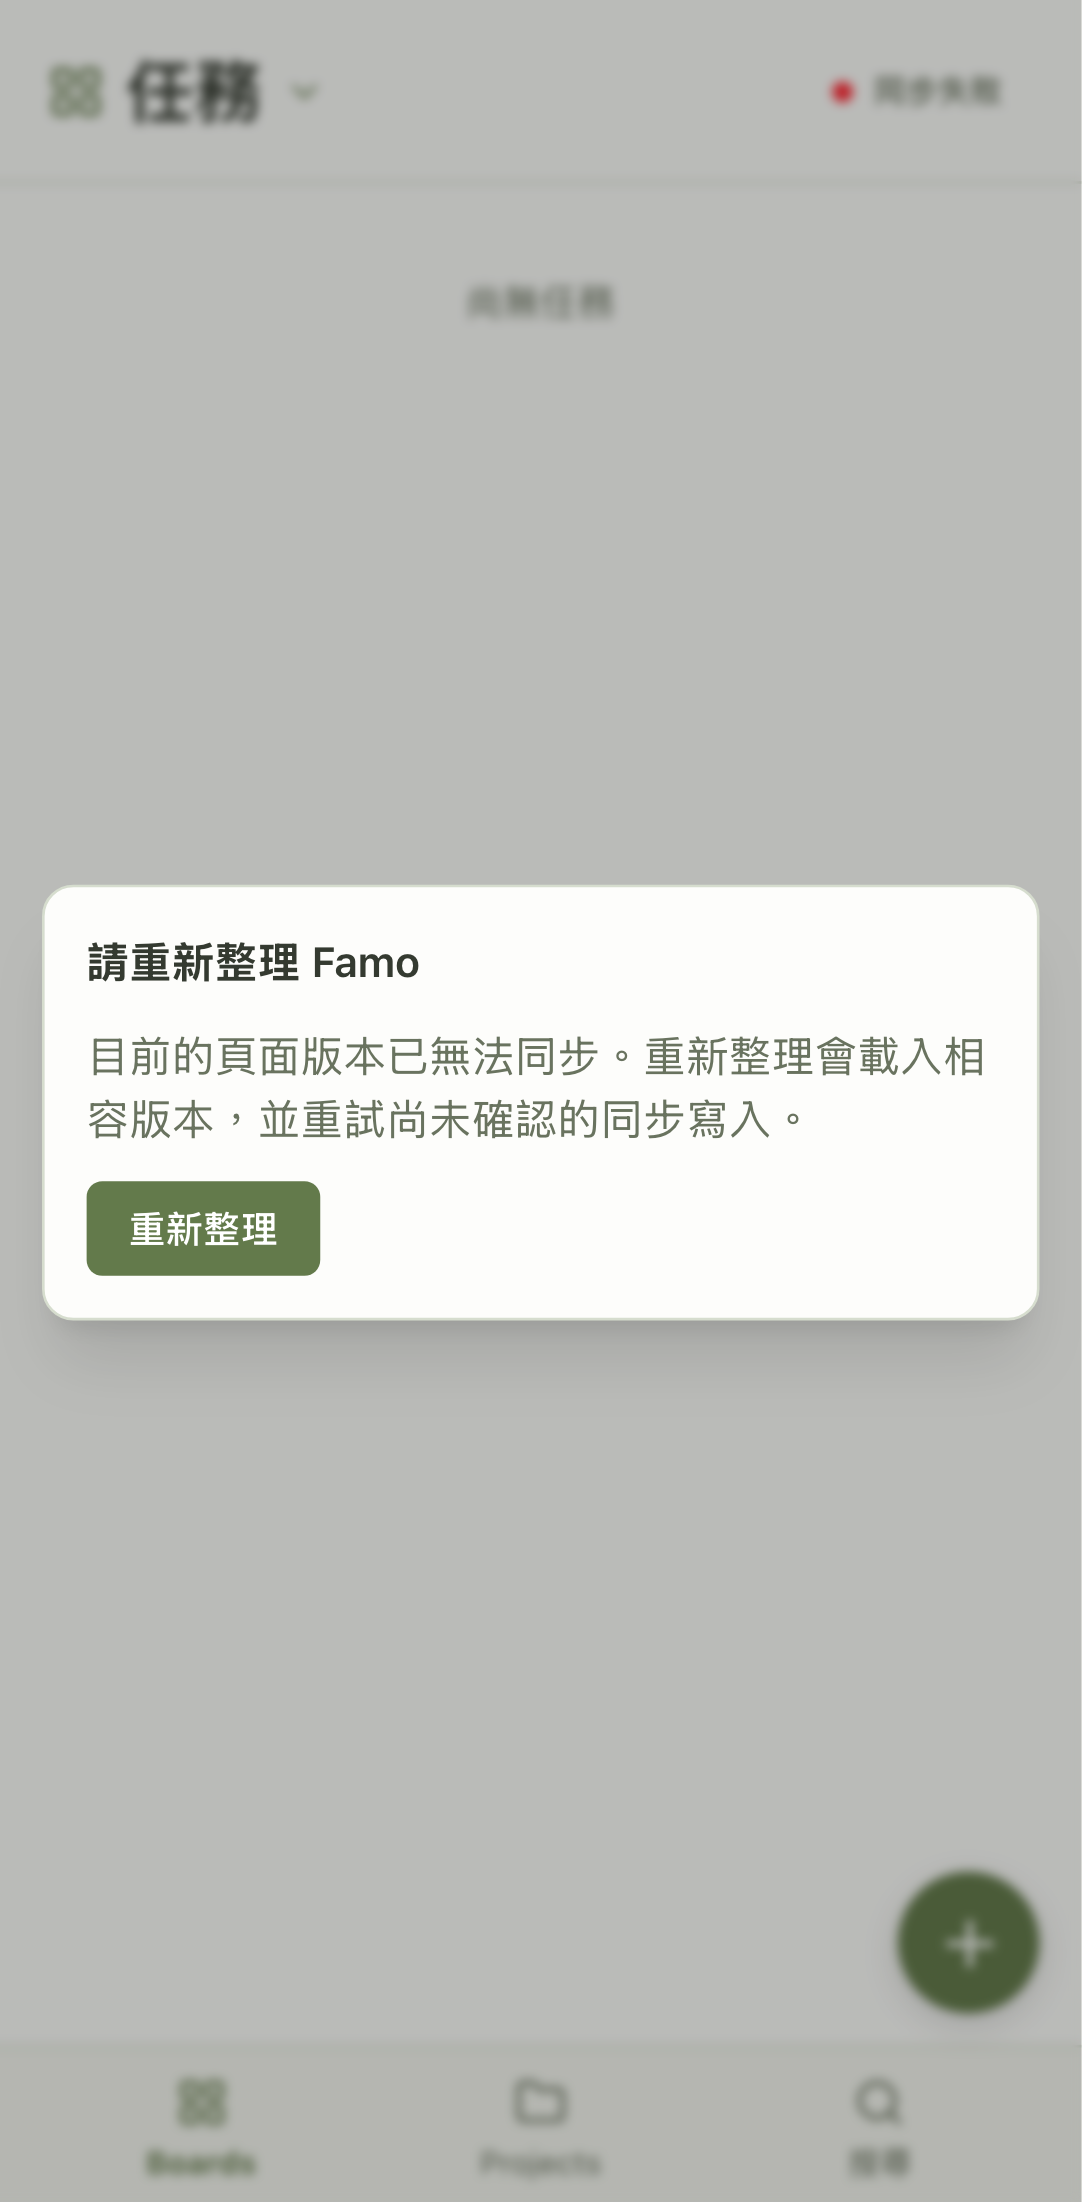 任務
同步失敗
尚無任務
請重新整理 Famo
目前的頁面版本已無法同步。重新整理會載入相
容版本，並重試尚未確認的同步寫入。
重新整理
Boards
Projects
搜尋